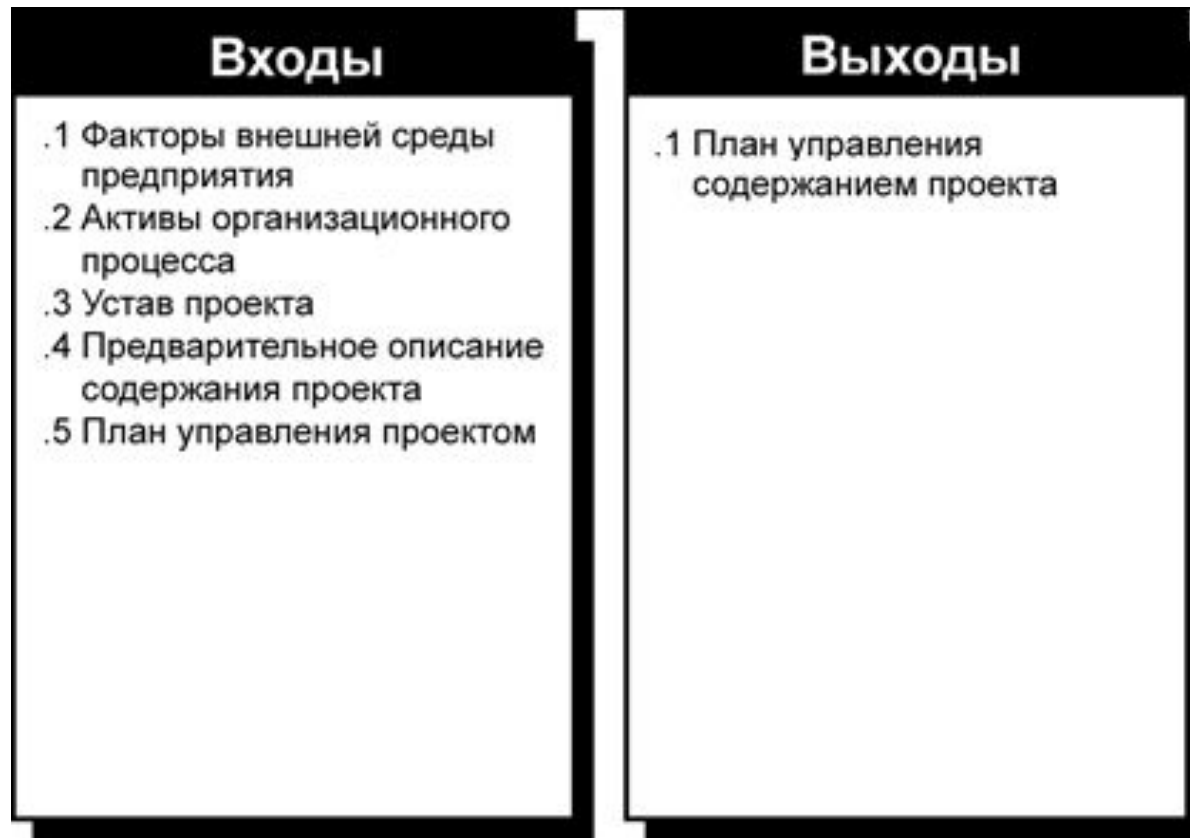 Входы
.1 Факторы внешней среды
предприятия
.2 Активы организационного
процесса
.3 Устав проекта
.4 Предварительное описание
содержания проекта
.5 План управления проектом
Выходы
.1 План управления
содержанием проекта